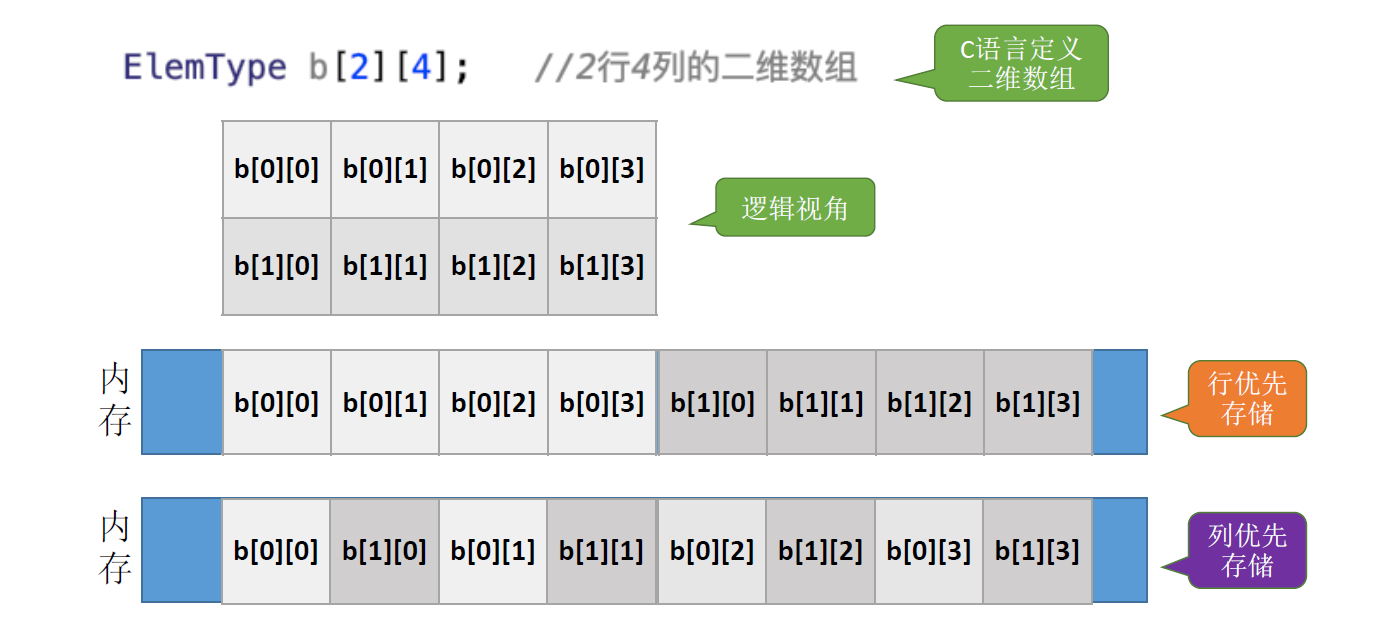 ElemType b[2][4]; //2行4列的二维数组
C语言定义
二维数组
b[0][0] b[0][1] b[0][2] b[0][3]
b[1][0] b[1][1] b[1][2] b[1][3]
逻辑视角
内
存
b[0][0] b[0][1] b[0][2] b[0][3] b[1][0] b[1][1] b[1][2] b[1][3]
行优先
存储
内
存
b[0][0] b[1][0] b[0][1] b[1][1] b[0][2] b[1][2] b[0][3] b[1][3]
列优先
存储